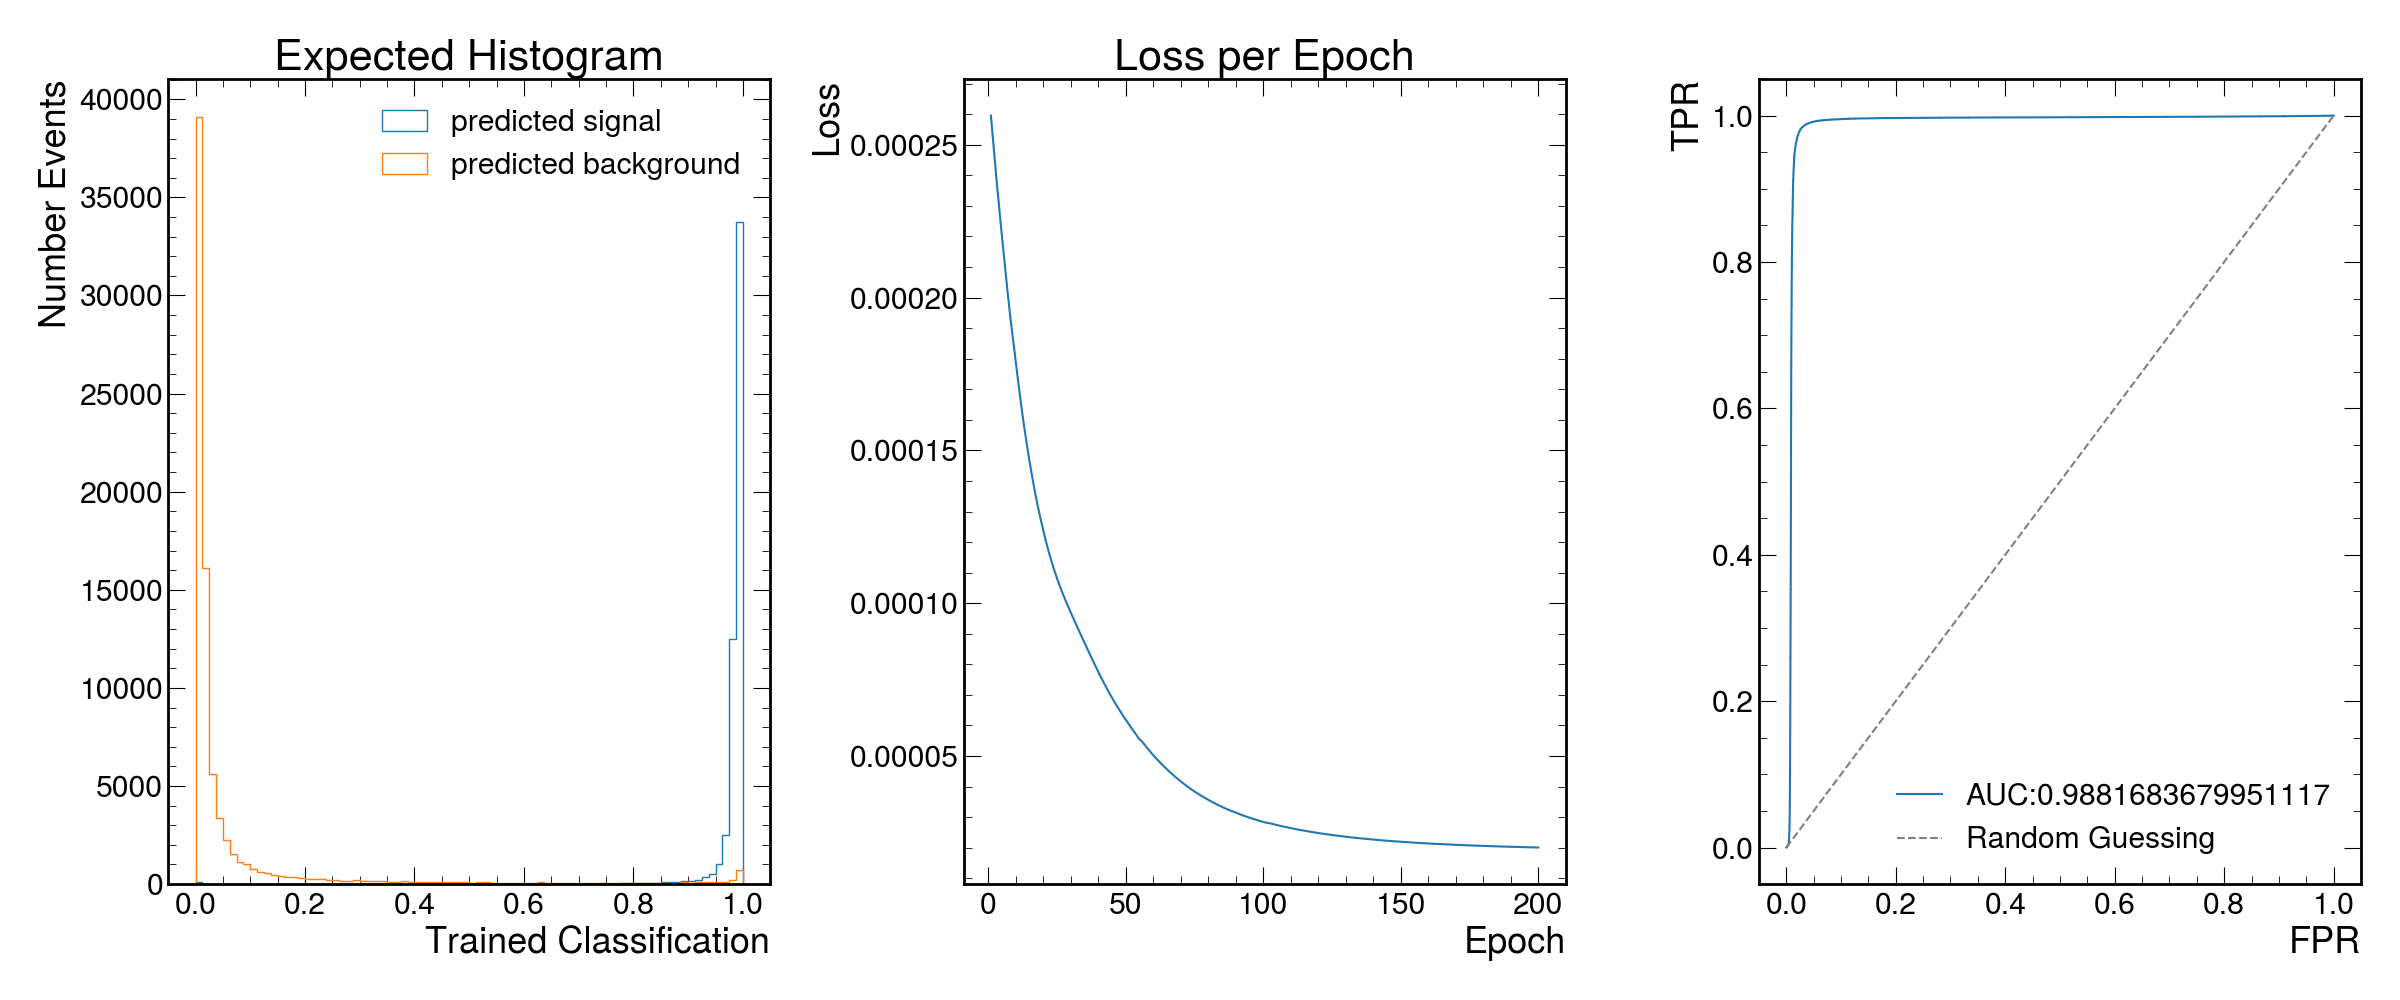 Expected Histogram
Number Events
40000
35000
30000
25000
20000
15000
10000
5000
0
predicted signal
predicted background
0.0 0.2 0.4 0.6 0.8 1.0
Trained Classification
Loss per Epoch
Loss
0.00025
0.00020
0.00015
0.00010
0.00005
0 50 100 150 200
Epoch
TPR
1.0
0.8
0.6
0.4
0.2
0.0
AUC:0.9881683679951117
Random Guessing
0.0 0.2 0.4 0.6 0.8 1.0
FPR